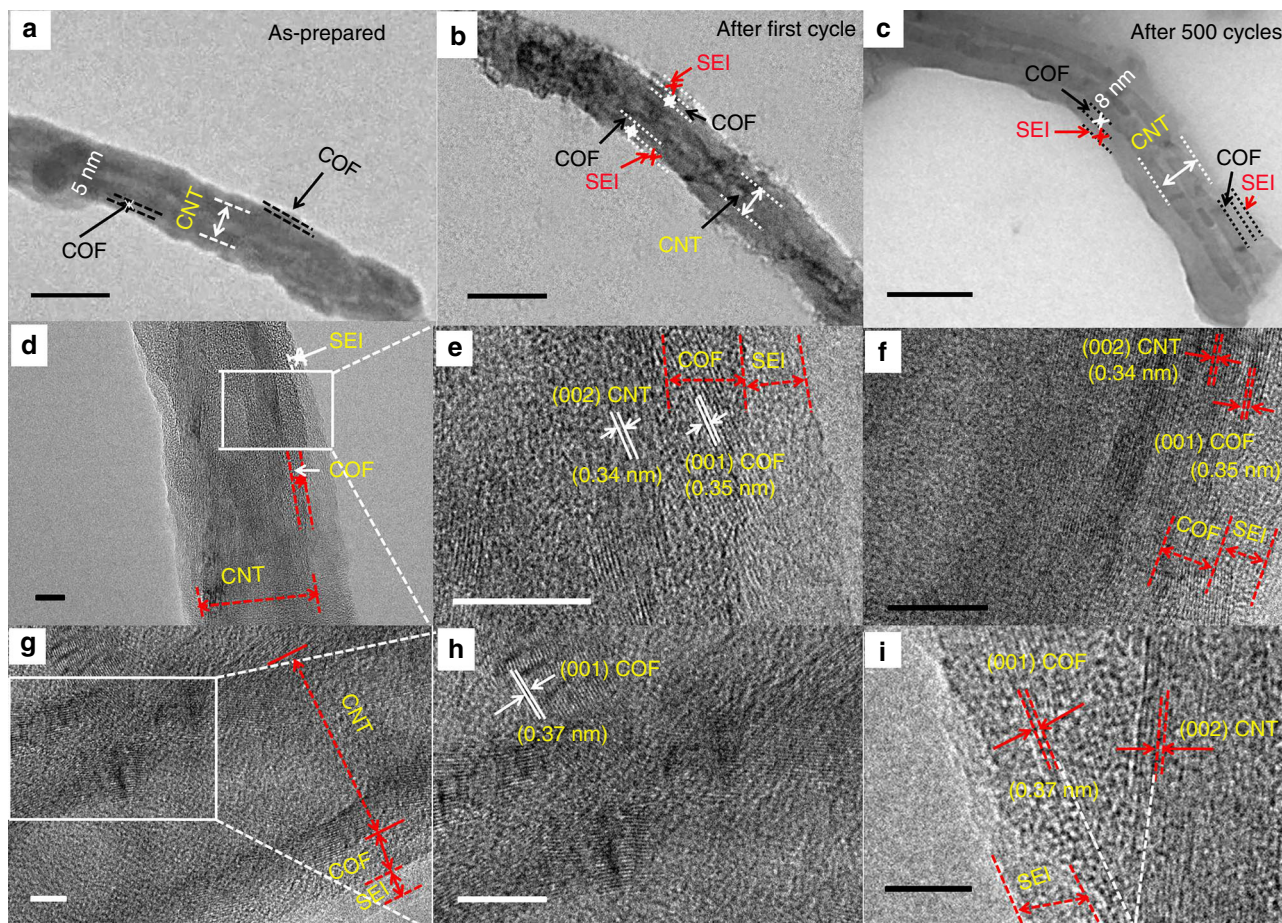 a
As-prepared
5 nm
COF
CNT
COF
b
After first cycle
SEI
COF
COF
SEI
CNT
c
After 500 cycles
COF
8 nm
SEI
CNT
COF
SEI
d
SEI
COF
CNT
e
COF
SEI
(002) CNT
(0.34 nm)
(001) COF
(0.35 nm)
f
(002) CNT
(0.34 nm)
(001) COF
(0.35 nm)
COF
SEI
g
CNT
COF
SEI
h
(001) COF
(0.37 nm)
i
(001) COF
(002) CNT
(0.37 nm)
SEI